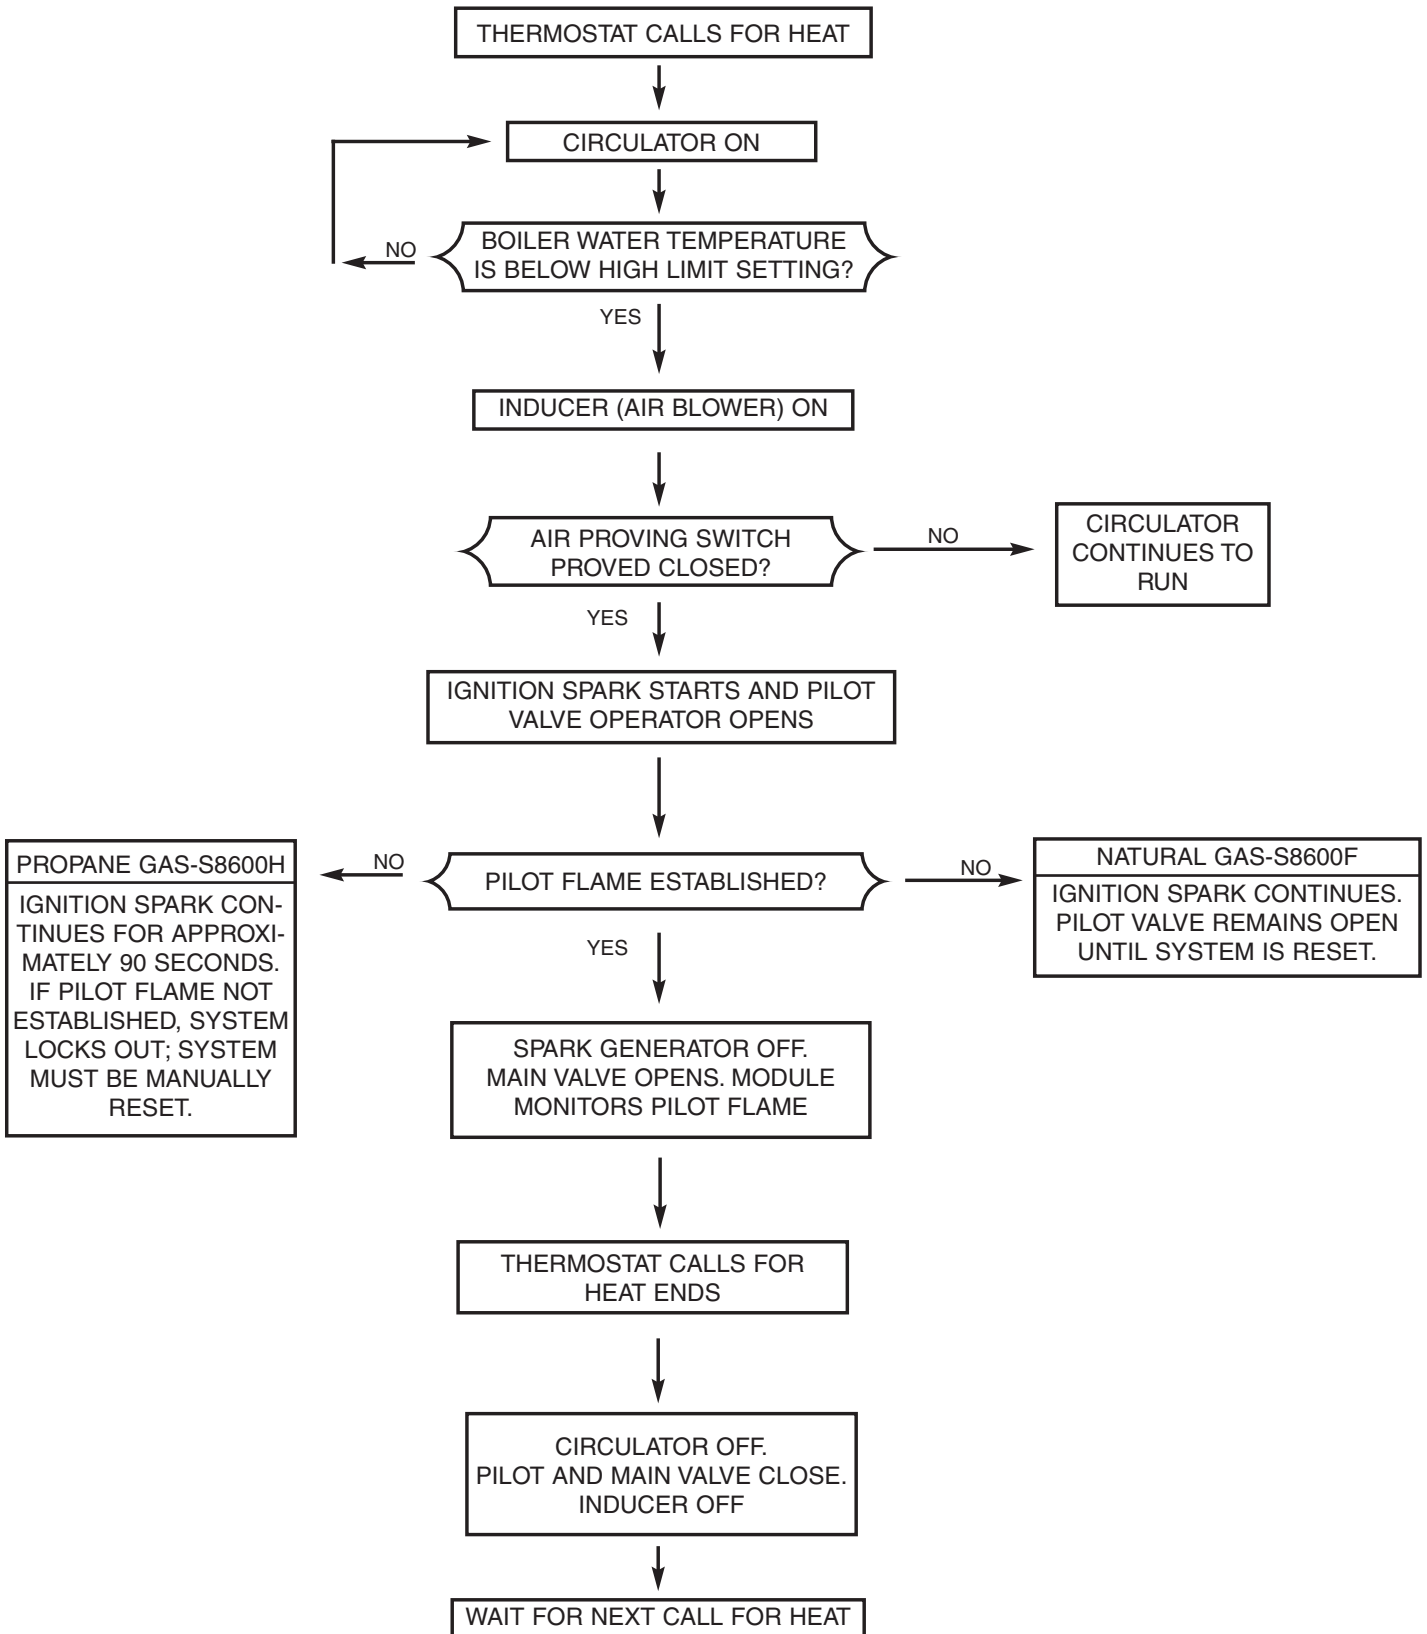 THERMOSTAT CALLS FOR HEAT
CIRCULATOR ON
NO
BOILER WATER TEMPERATURE
IS BELOW HIGH LIMIT SETTING?
YES
INDUCER (AIR BLOWER) ON
AIR PROVING SWITCH
PROVED CLOSED?
NO
CIRCULATOR
CONTINUES TO
RUN
YES
IGNITION SPARK STARTS AND PILOT
VALVE OPERATOR OPENS
PROPANE GAS-S8600H
IGNITION SPARK CON-
TINUES FOR APPROXI-
MATELY 90 SECONDS.
IF PILOT FLAME NOT
ESTABLISHED, SYSTEM
LOCKS OUT; SYSTEM
MUST BE MANUALLY
RESET.
NO
PILOT FLAME ESTABLISHED?
NO
NATURAL GAS-S8600F
IGNITION SPARK CONTINUES.
PILOT VALVE REMAINS OPEN
UNTIL SYSTEM IS RESET.
YES
SPARK GENERATOR OFF.
MAIN VALVE OPENS. MODULE
MONITORS PILOT FLAME
THERMOSTAT CALLS FOR
HEAT ENDS
CIRCULATOR OFF.
PILOT AND MAIN VALVE CLOSE.
INDUCER OFF
WAIT FOR NEXT CALL FOR HEAT